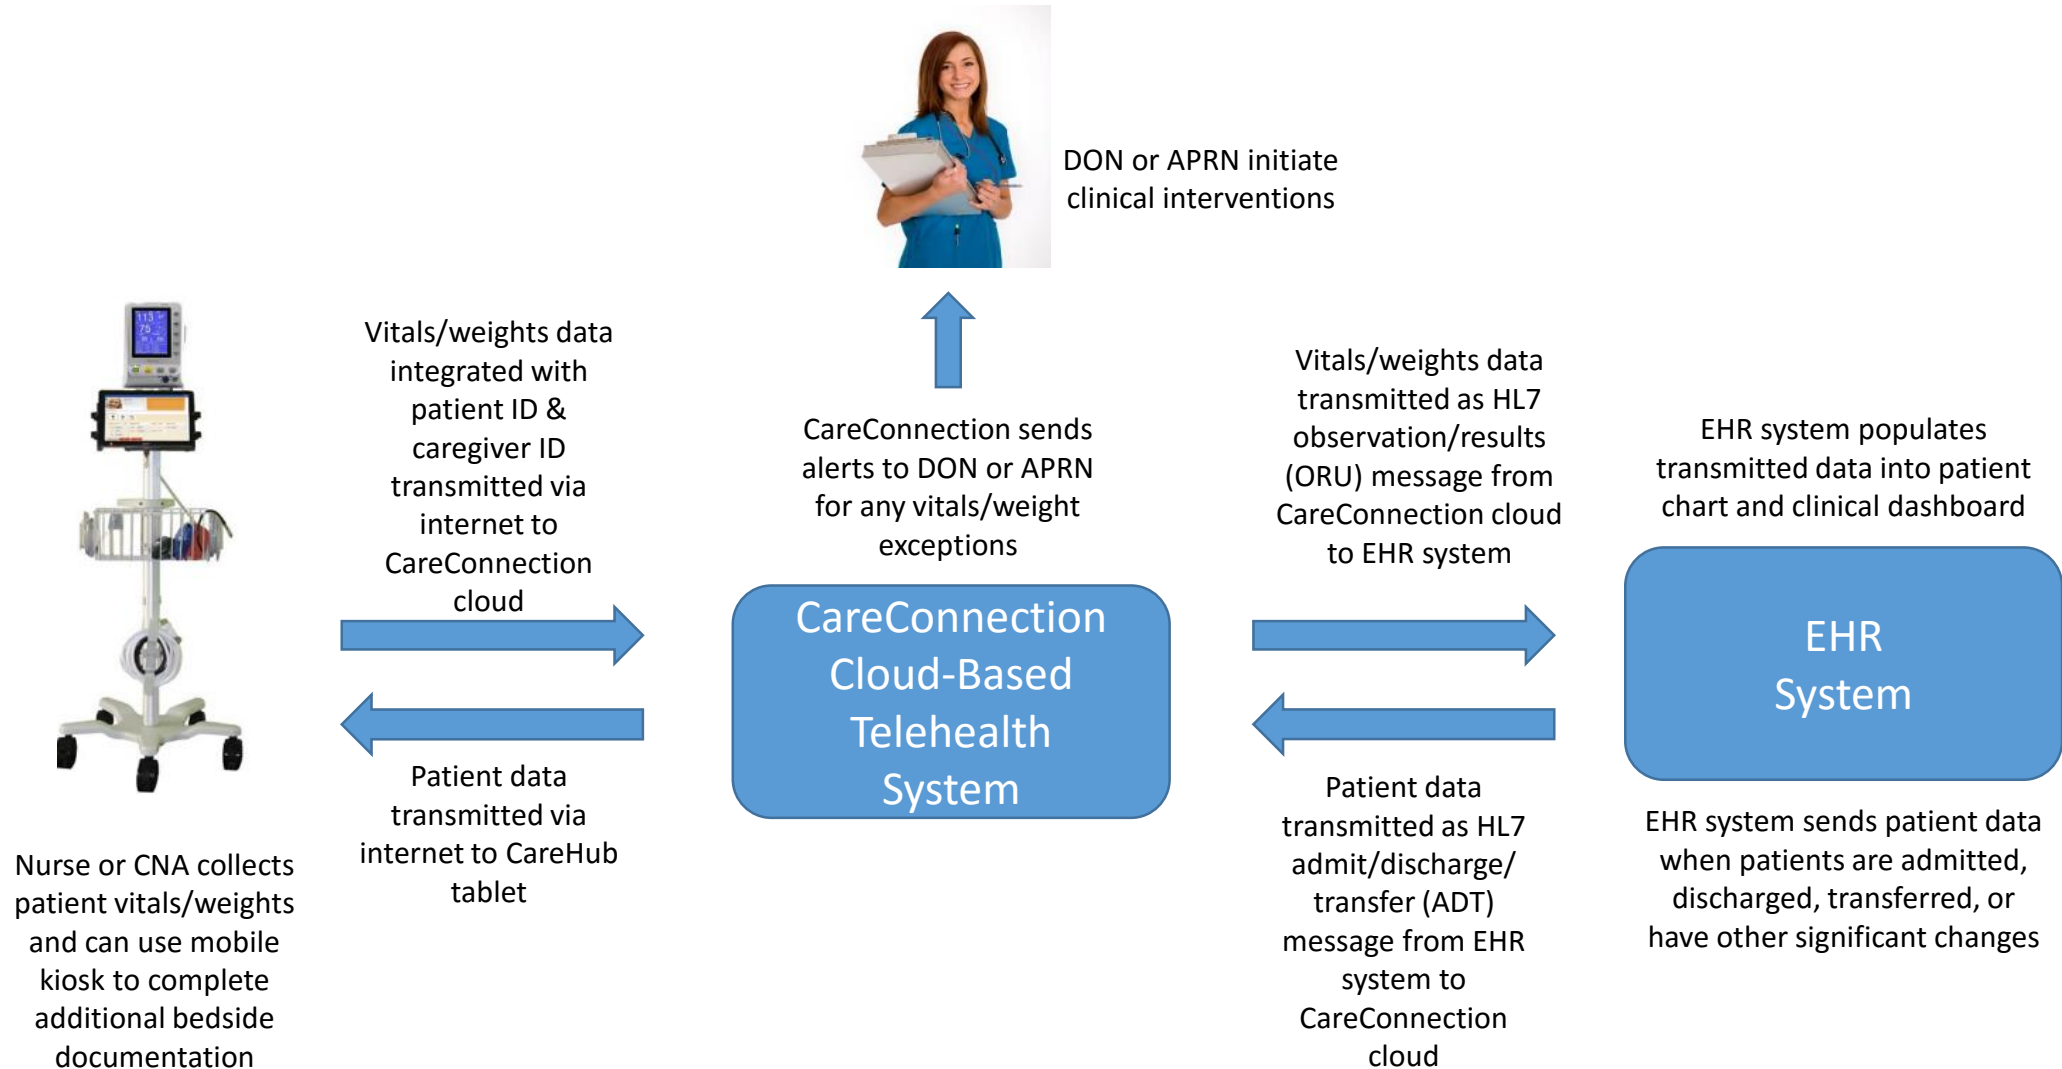 DON or APRN initiate
clinical interventions
113
75
Vitals/weights data
integrated with
patient ID &
caregiver ID
transmitted via
internet to
CareConnection
cloud
CareConnection sends
alerts to DON or APRN
for any vitals/weight
exceptions
Vitals/weights data
transmitted as HL7
observation/results
(ORU) message from
CareConnection cloud
to EHR system
EHR system populates
transmitted data into patient
chart and clinical dashboard
CareConnection
Cloud-Based
Telehealth
System
EHR
System
Patient data
transmitted via
internet to CareHub
tablet
Patient data
transmitted as HL7
admit/discharge/
transfer (ADT)
message from EHR
system to
CareConnection
cloud
EHR system sends patient data
when patients are admitted,
discharged, transferred, or
have other significant changes
Nurse or CNA collects
patient vitals/weights
and can use mobile
kiosk to complete
additional bedside
documentation